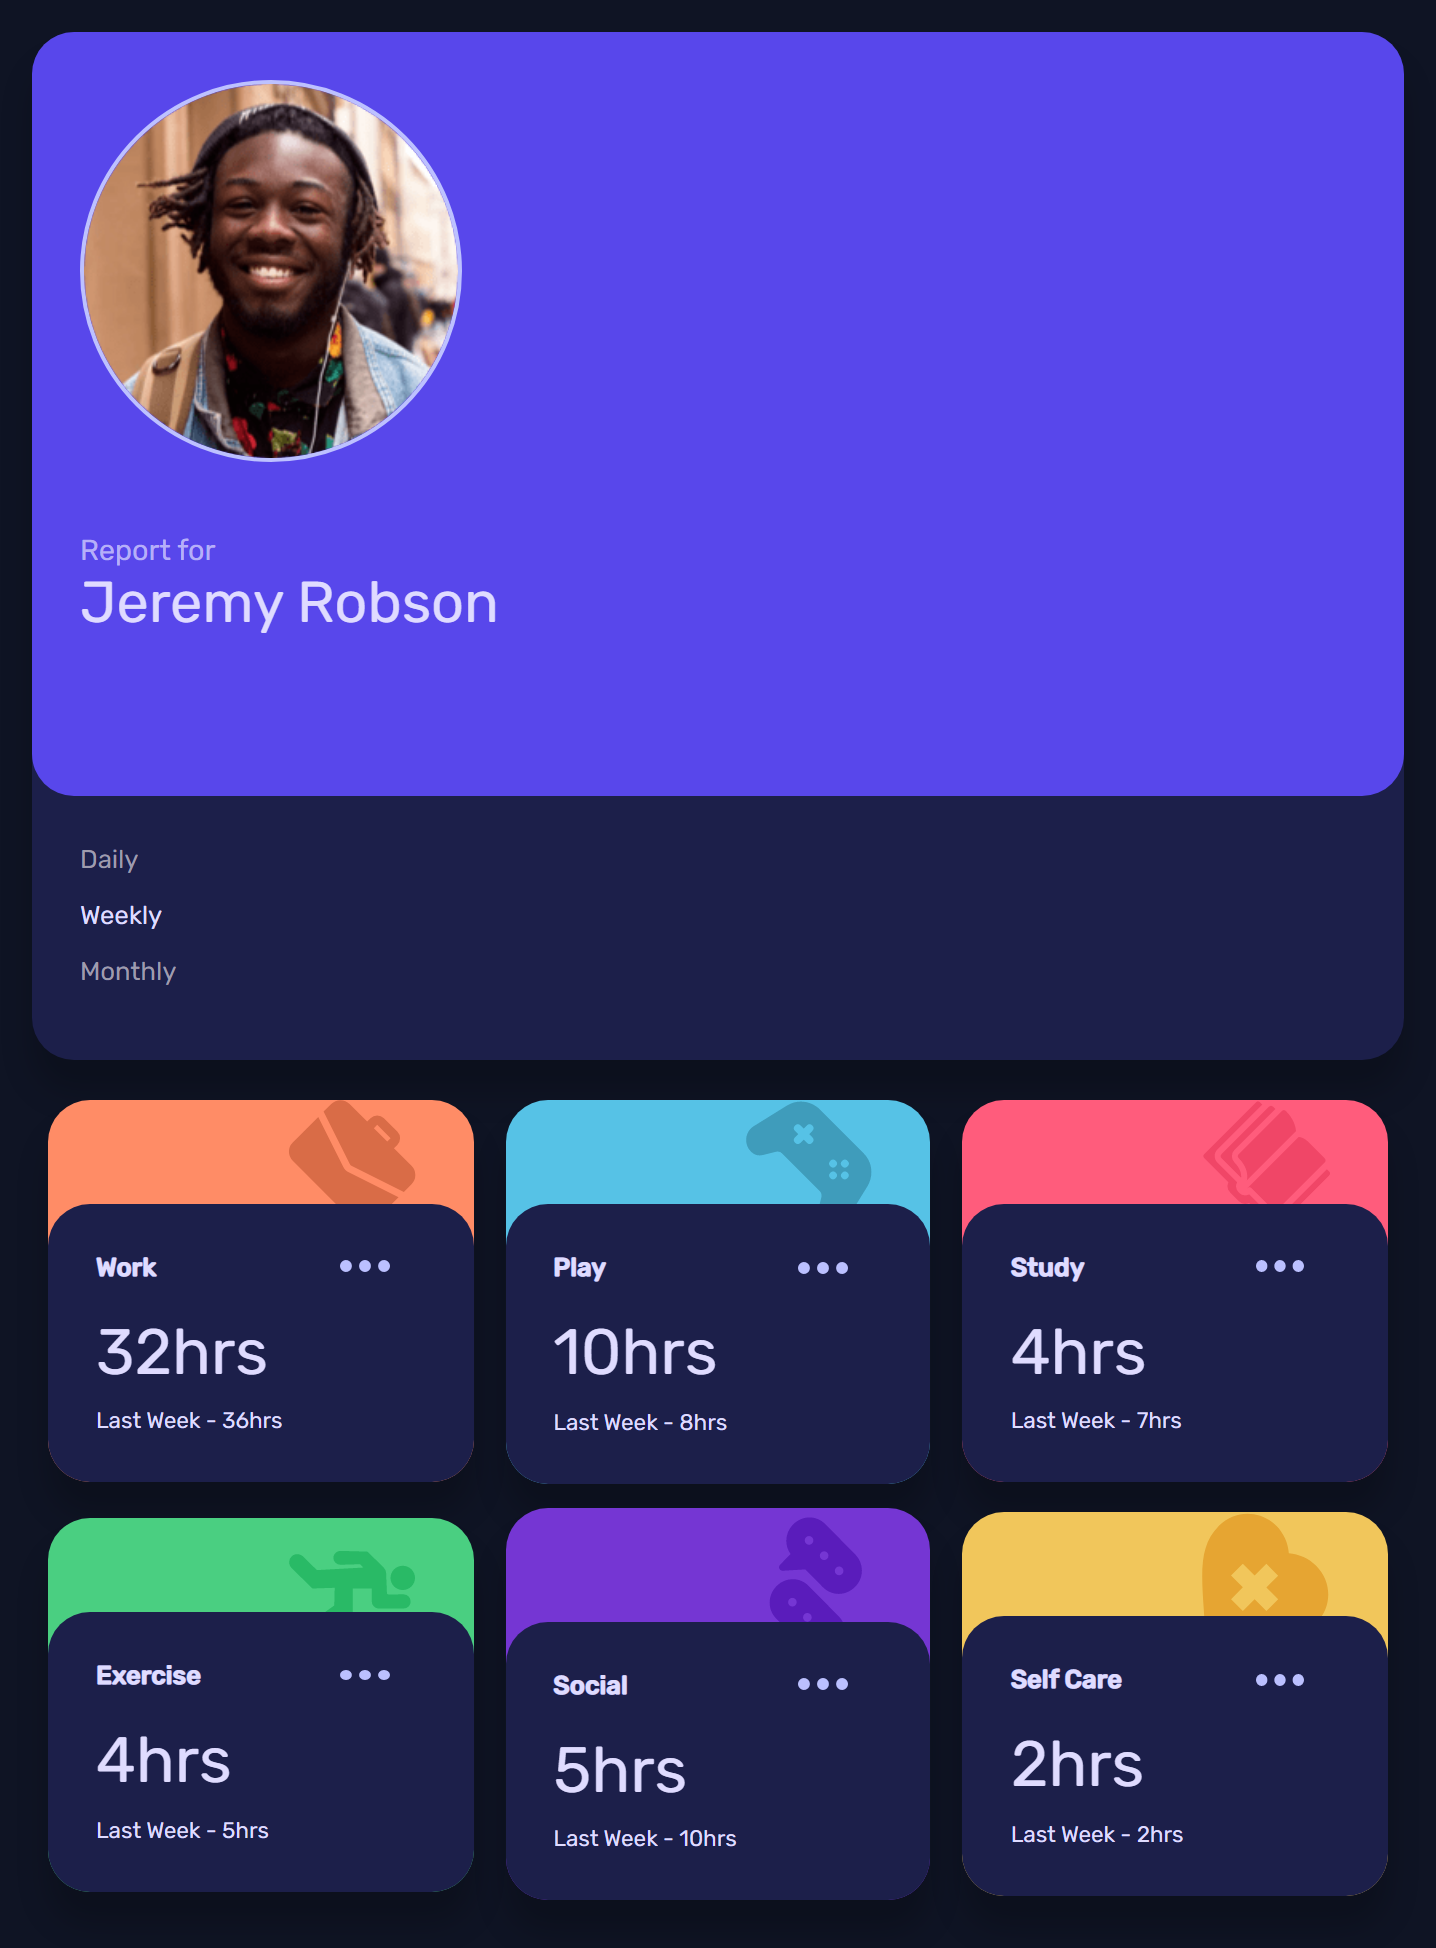 Report for
Jeremy Robson
Daily
Weekly
Monthly
Work
32hrs
Last Week - 36hrs
Play
10hrs
Last Week - 8hrs
Study
4hrs
Last Week - 7hrs
Exercise
4hrs
Last Week - 5hrs
Social
5hrs
Last Week - 10hrs
Self Care
2hrs
Last Week - 2hrs